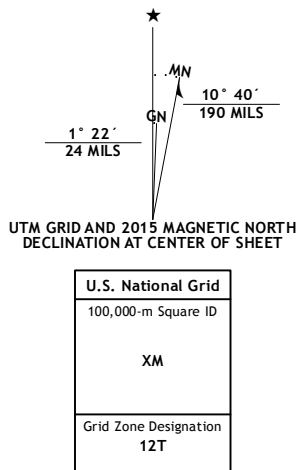 ★
MN
GN
10° 40´
190 MILS
1° 22´
24 MILS
UTM GRID AND 2015 MAGNETIC NORTH
DECLINATION AT CENTER OF SHEET
U.S. National Grid
100,000-m Square ID
XM
Grid Zone Designation
12T